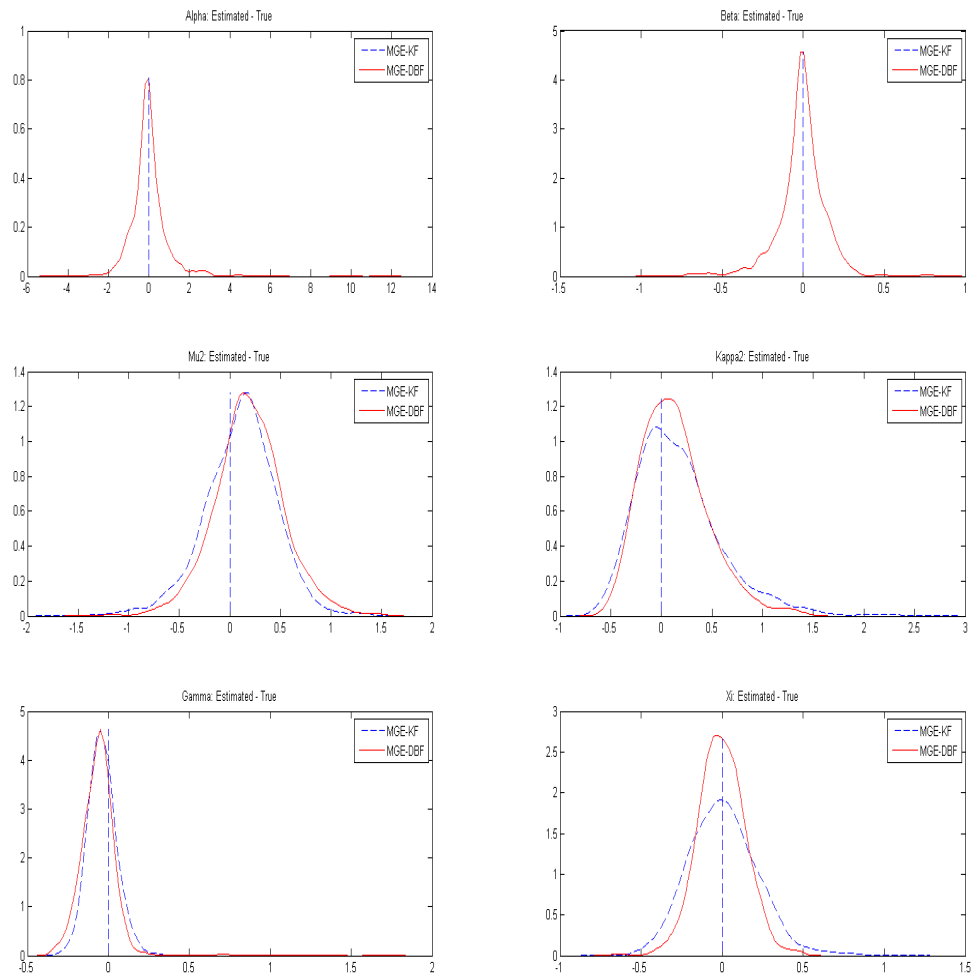 Alpha: Estimated - True
1
0.8
0.6
0.4
0.2
0
-6 -4 -2 0 2 4 6 8 10 12 14
MGE-KF
MGE-DBF
Beta: Estimated - True
5
4
3
2
1
0
-1.5 -1 -0.5 0 0.5 1
MGE-KF
MGE-DBF
Mu2: Estimated - True
1.4
1.2
1
0.8
0.6
0.4
0.2
0
-2 -1.5 -1 -0.5 0 0.5 1 1.5 2
MGE-KF
MGE-DBF
Kappa2: Estimated - True
1.4
1.2
1
0.8
0.6
0.4
0.2
0
-1 -0.5 0 0.5 1 1.5 2 2.5 3
MGE-KF
MGE-DBF
Gamma: Estimated - True
5
4
3
2
1
0
-0.5 0 0.5 1 1.5 2
MGE-KF
MGE-DBF
Xi: Estimated - True
3
2.5
2
1.5
1
0.5
0
-1 -0.5 0 0.5 1 1.5
MGE-KF
MGE-DBF